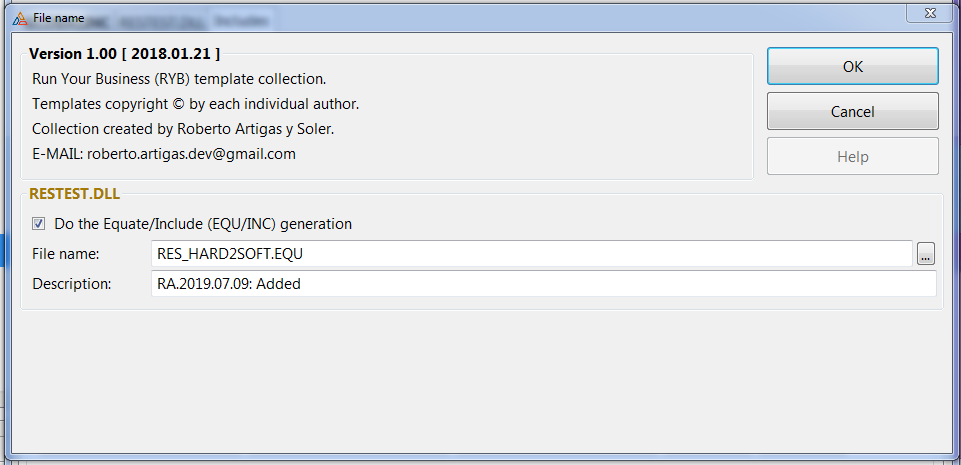 File name
Version 1.00 [ 2018.01.21 ]
Run Your Business (RYB) template collection.
Templates copyright © by each individual author.
Collection created by Roberto Artigas y Soler.
E-MAIL: roberto.artigas.dev@gmail.com
OK
Cancel
Help
RESTEST.DLL
Do the Equate/Include (EQU/INC) generation
File name: RES_HARD2SOFT.EQU ...
Description: RA.2019.07.09: Added